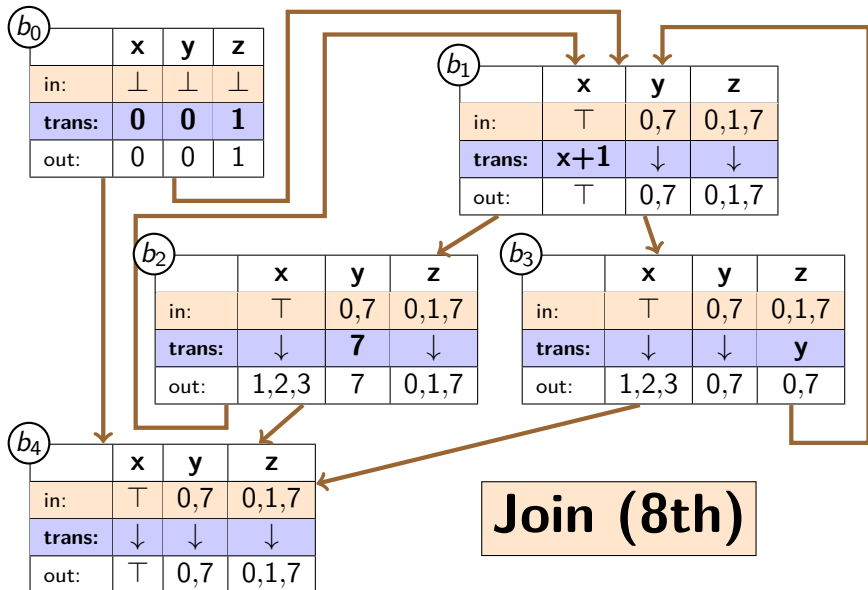 b0
x y z
in: ⊥ ⊥ ⊥
trans: 0 0 1
out: 0 0 1
b1
x y z
in: ⊤ 0,7 0,1,7
trans: x+1 ↓ ↓
out: ⊤ 0,7 0,1,7
b2
x y z
in: ⊤ 0,7 0,1,7
trans: ↓ 7 ↓
out: 1,2,3 7 0,1,7
b3
x y z
in: ⊤ 0,7 0,1,7
trans: ↓ ↓ y
out: 1,2,3 0,7 0,7
b4
x y z
in: ⊤ 0,7 0,1,7
trans: ↓ ↓ ↓
out: ⊤ 0,7 0,1,7
Join (8th)